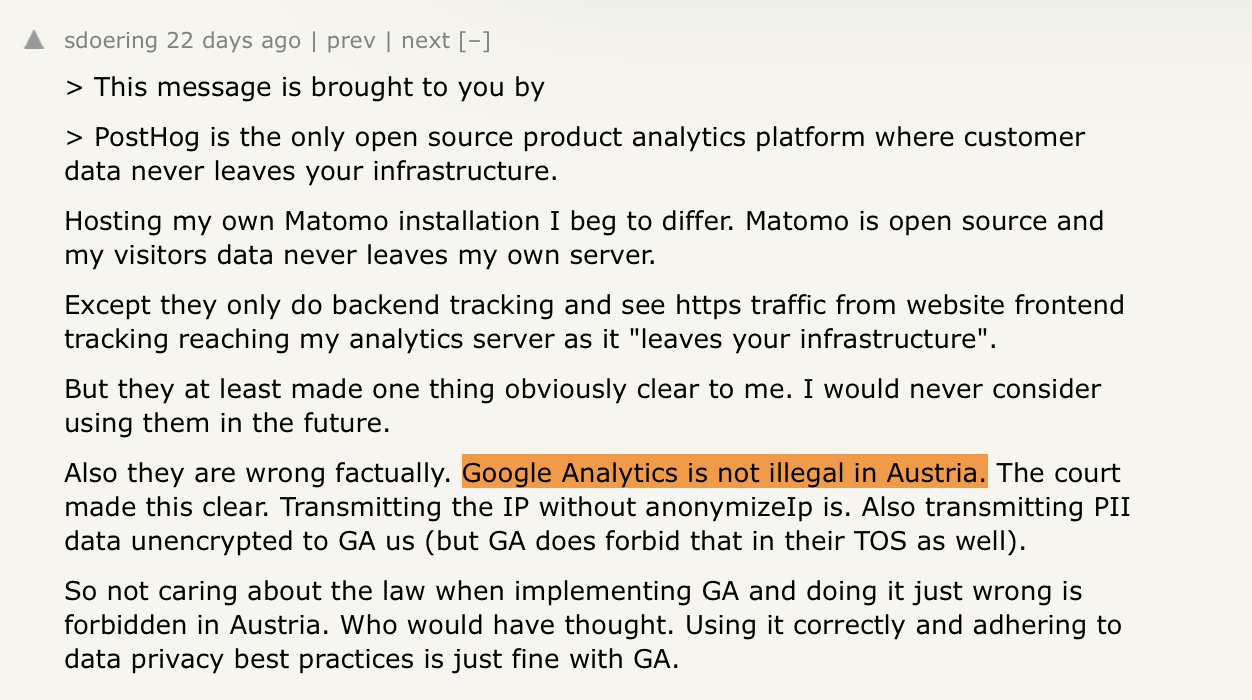 sdoering 22 days ago | prev | next [–]
> This message is brought to you by
> PostHog is the only open source product analytics platform where customer
data never leaves your infrastructure.
Hosting my own Matomo installation I beg to differ. Matomo is open source and
my visitors data never leaves my own server.
Except they only do backend tracking and see https traffic from website frontend
tracking reaching my analytics server as it "leaves your infrastructure".
But they at least made one thing obviously clear to me. I would never consider
using them in the future.
Also they are wrong factually. Google Analytics is not illegal in Austria. The court
made this clear. Transmitting the IP without anonymizeIp is. Also transmitting PII
data unencrypted to GA us (but GA does forbid that in their TOS as well).
So not caring about the law when implementing GA and doing it just wrong is
forbidden in Austria. Who would have thought. Using it correctly and adhering to
data privacy best practices is just fine with GA.